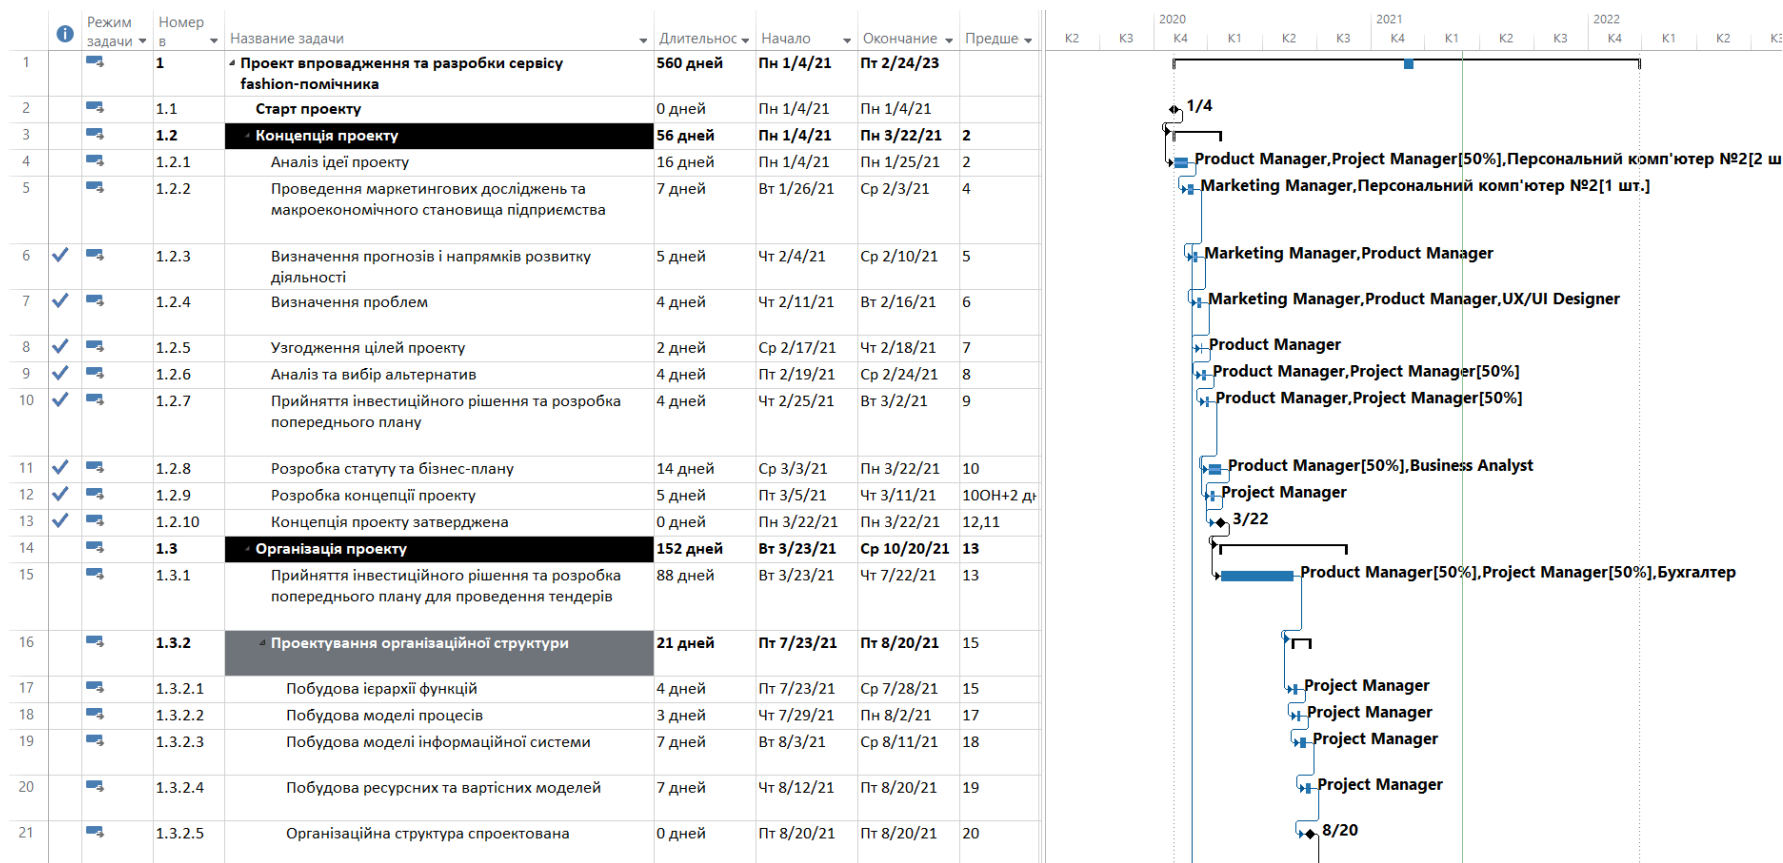 2020 2021 2022
Режим Номер
задачи в Название задачи Длительнос Начало Окончание Предше К2 К3 К4 К1 К2 К3 К4 К1 К2 К3 К4 К1 К2 К3
1 1 Проект впровадження та разробки сервісу 560 дней Пн 1/4/21 Пт 2/24/23
fashion-помічника
2 1.1 Старт проекту 0 дней Пн 1/4/21 Пн 1/4/21 1/4
3 1.2 Концепція проекту 56 дней Пн 1/4/21 Пн 3/22/21 2
4 1.2.1 Аналіз ідеї проекту 16 дней Пн 1/4/21 Пн 1/25/21 2 Product Manager,Project Manager[50%],Персональний комп'ютер №2[2 ш
5 1.2.2 Проведення маркетингових досліджень та 7 дней Вт 1/26/21 Ср 2/3/21 4 Marketing Manager,Персональний комп'ютер №2[1 шт.]
макроекономічного становища підприємства
6 1.2.3 Визначення прогнозів і напрямків розвитку 5 дней Чт 2/4/21 Ср 2/10/21 5 Marketing Manager,Product Manager
діяльності
7 1.2.4 Визначення проблем 4 дней Чт 2/11/21 Вт 2/16/21 6 Marketing Manager,Product Manager,UX/UI Designer
8 1.2.5 Узгодження цілей проекту 2 дней Ср 2/17/21 Чт 2/18/21 7 Product Manager
9 1.2.6 Аналіз та вибір альтернатив 4 дней Пт 2/19/21 Ср 2/24/21 8 Product Manager,Project Manager[50%]
10 1.2.7 Прийняття інвестиційного рішення та розробка 4 дней Чт 2/25/21 Вт 3/2/21 9 Product Manager,Project Manager[50%]
попереднього плану
11 1.2.8 Розробка статуту та бізнес-плану 14 дней Ср 3/3/21 Пн 3/22/21 10 Product Manager[50%],Business Analyst
12 1.2.9 Розробка концепції проекту 5 дней Пт 3/5/21 Чт 3/11/21 10ОН+2 дн Project Manager
13 1.2.10 Концепція проекту затверджена 0 дней Пн 3/22/21 Пн 3/22/21 12,11 3/22
14 1.3 Організація проекту 152 дней Вт 3/23/21 Ср 10/20/21 13
15 1.3.1 Прийняття інвестиційного рішення та розробка 88 дней Вт 3/23/21 Чт 7/22/21 13 Product Manager[50%],Project Manager[50%],Бухгалтер
попереднього плану для проведення тендерів
16 1.3.2 Проектування організаційної структури 21 дней Пт 7/23/21 Пт 8/20/21 15
17 1.3.2.1 Побудова ієрархії функцій 4 дней Пт 7/23/21 Ср 7/28/21 15 Project Manager
18 1.3.2.2 Побудова моделі процесів 3 дней Чт 7/29/21 Пн 8/2/21 17 Project Manager
19 1.3.2.3 Побудова моделі інформаційної системи 7 дней Вт 8/3/21 Ср 8/11/21 18 Project Manager
20 1.3.2.4 Побудова ресурсних та вартісних моделей 7 дней Чт 8/12/21 Пт 8/20/21 19 Project Manager
21 1.3.2.5 Організаційна структура спроектована 0 дней Пт 8/20/21 Пт 8/20/21 20 8/20